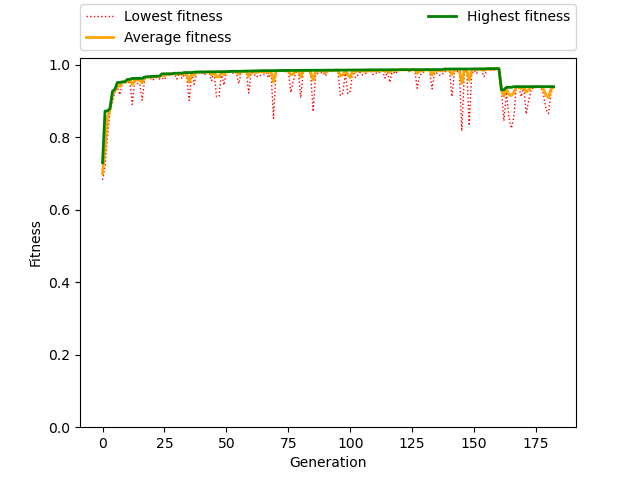 Lowest fitness
Average fitness
Highest fitness
1.0
0.8
0.6
0.4
0.2
0.0
Fitness
0 25 50 75 100 125 150 175
Generation